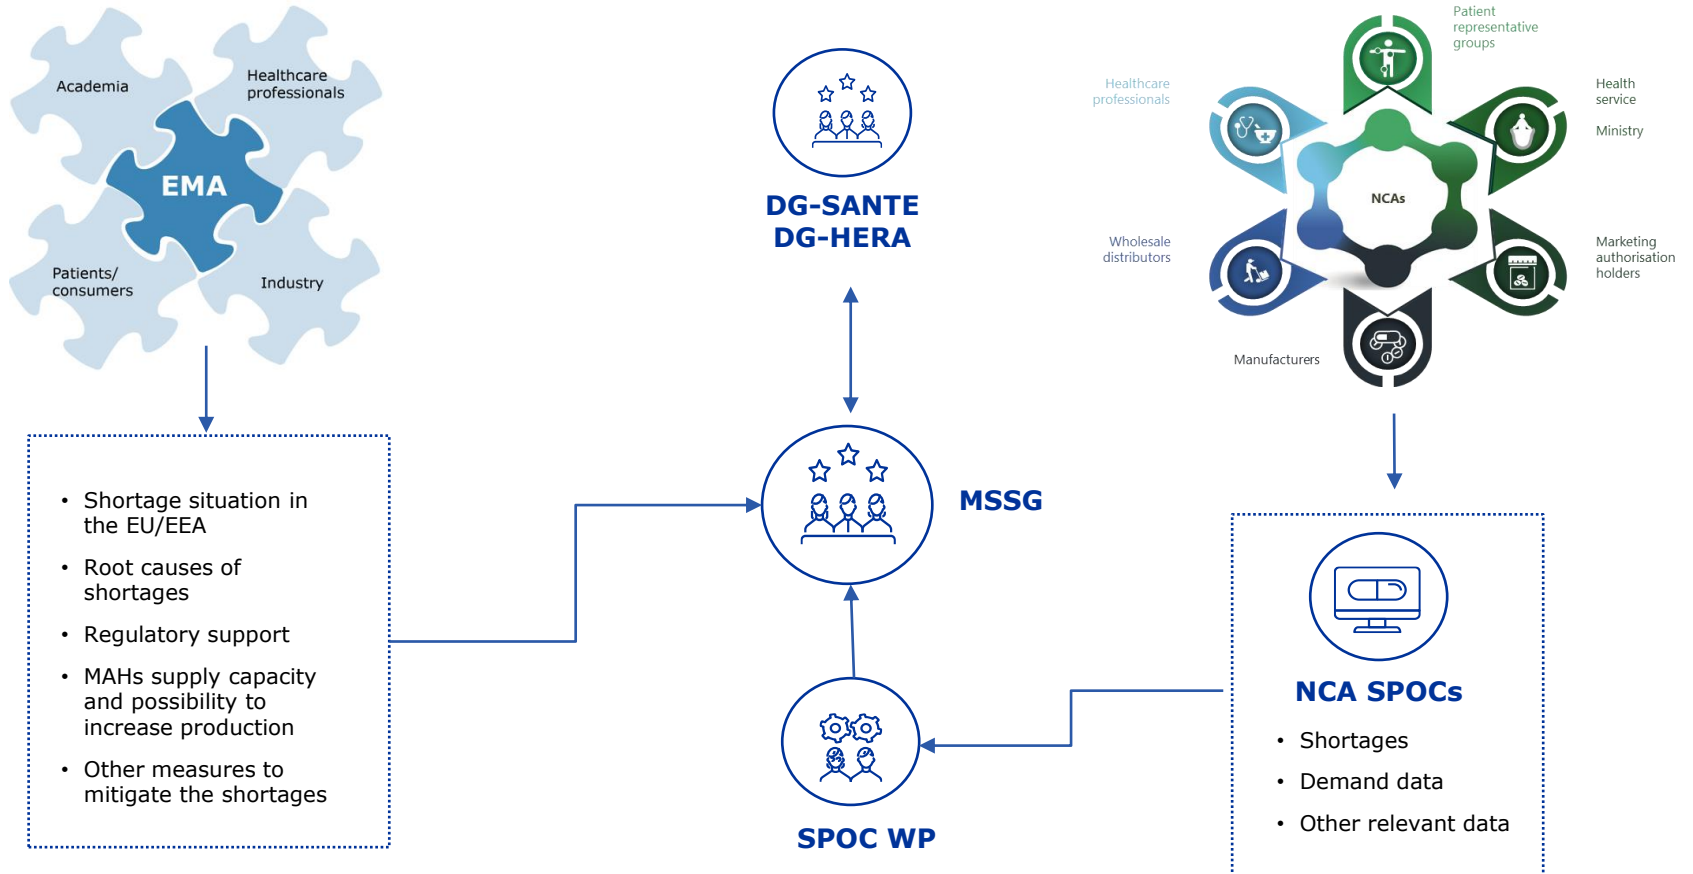 Academia
Healthcare
professionals
EMA
Patients/
consumers
Industry
• Shortage situation in
the EU/EEA
• Root causes of
shortages
• Regulatory support
• MAHs supply capacity
and possibility to
increase production
• Other measures to
mitigate the shortages
DG-SANTE
DG-HERA
MSSG
SPOC WP
Patient
representative
groups
Healthcare
professionals
Health
service
Ministry
NCAs
Wholesale
distributors
Marketing
authorisation
holders
Manufacturers
NCA SPOCs
• Shortages
• Demand data
• Other relevant data